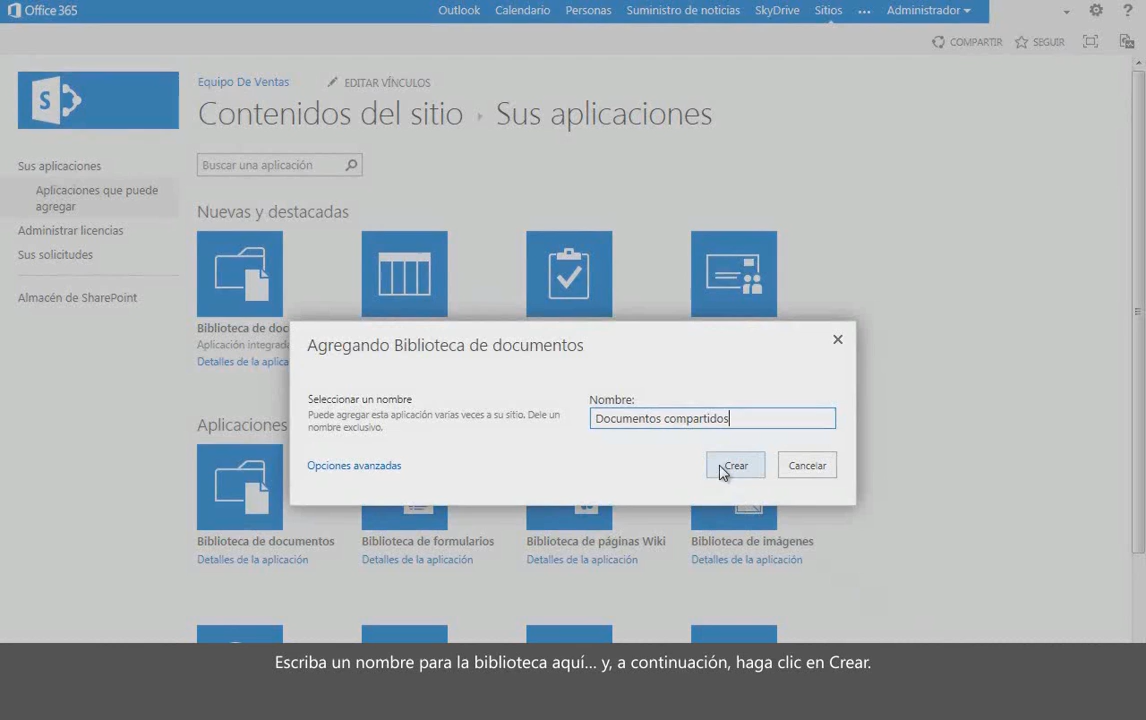 Office 365
Outlook Calendario Personas Suministro de noticias SkyDrive Sitios ... Administrador ?
COMPARTIR SEGUIR
S
Equipo De Ventas EDITAR VÍNCULOS
Contenidos del sitio Sus aplicaciones
Sus aplicaciones
Aplicaciones que puede
agregar
Administrar licencias
Sus solicitudes
Almacén de SharePoint
Buscar una aplicación
Nuevas y destacadas
Biblioteca de doc
Aplicación integrada
Detalles de la aplica
Agregando Biblioteca de documentos
Seleccionar un nombre
Puede agregar esta aplicación varias veces a su sitio. Dele un
nombre exclusivo.
Nombre:
Documentos compartidos
Opciones avanzadas
Crear Cancelar
Aplicaciones
Biblioteca de documentos Biblioteca de formularios Biblioteca de páginas Wiki Biblioteca de imágenes
Detalles de la aplicación Detalles de la aplicación Detalles de la aplicación Detalles de la aplicación
Escriba un nombre para la biblioteca aquí... y, a continuación, haga clic en Crear.